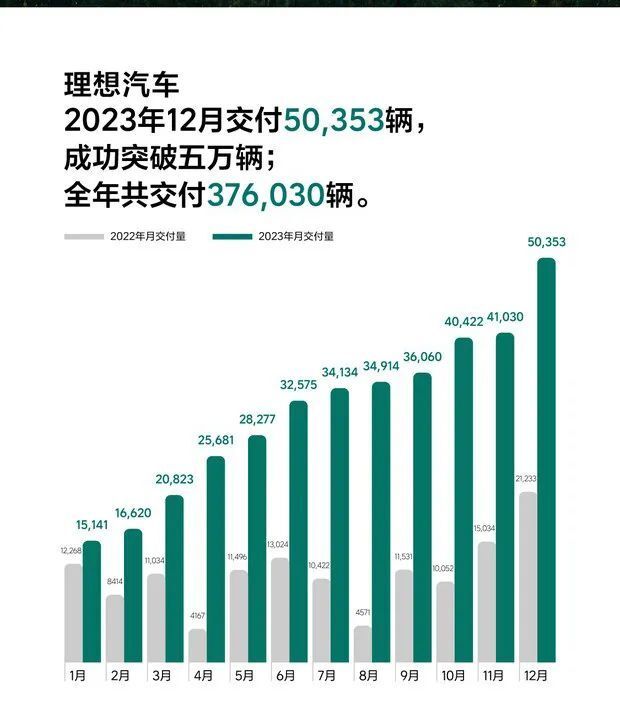 理想汽车
2023年12月交付50,353辆，
成功突破五万辆；
全年共交付376,030辆。
2022年月交付量 2023年月交付量
50,353
40,422 41,030
36,060
34,134 34,914
32,575
28,277
25,681
21,233
20,823
16,620
15,141
15,034
13,024
12,268 11,034 11,496 10,422 11,531 10,052
8414
4167 4571
1月 2月 3月 4月 5月 6月 7月 8月 9月 10月 11月 12月